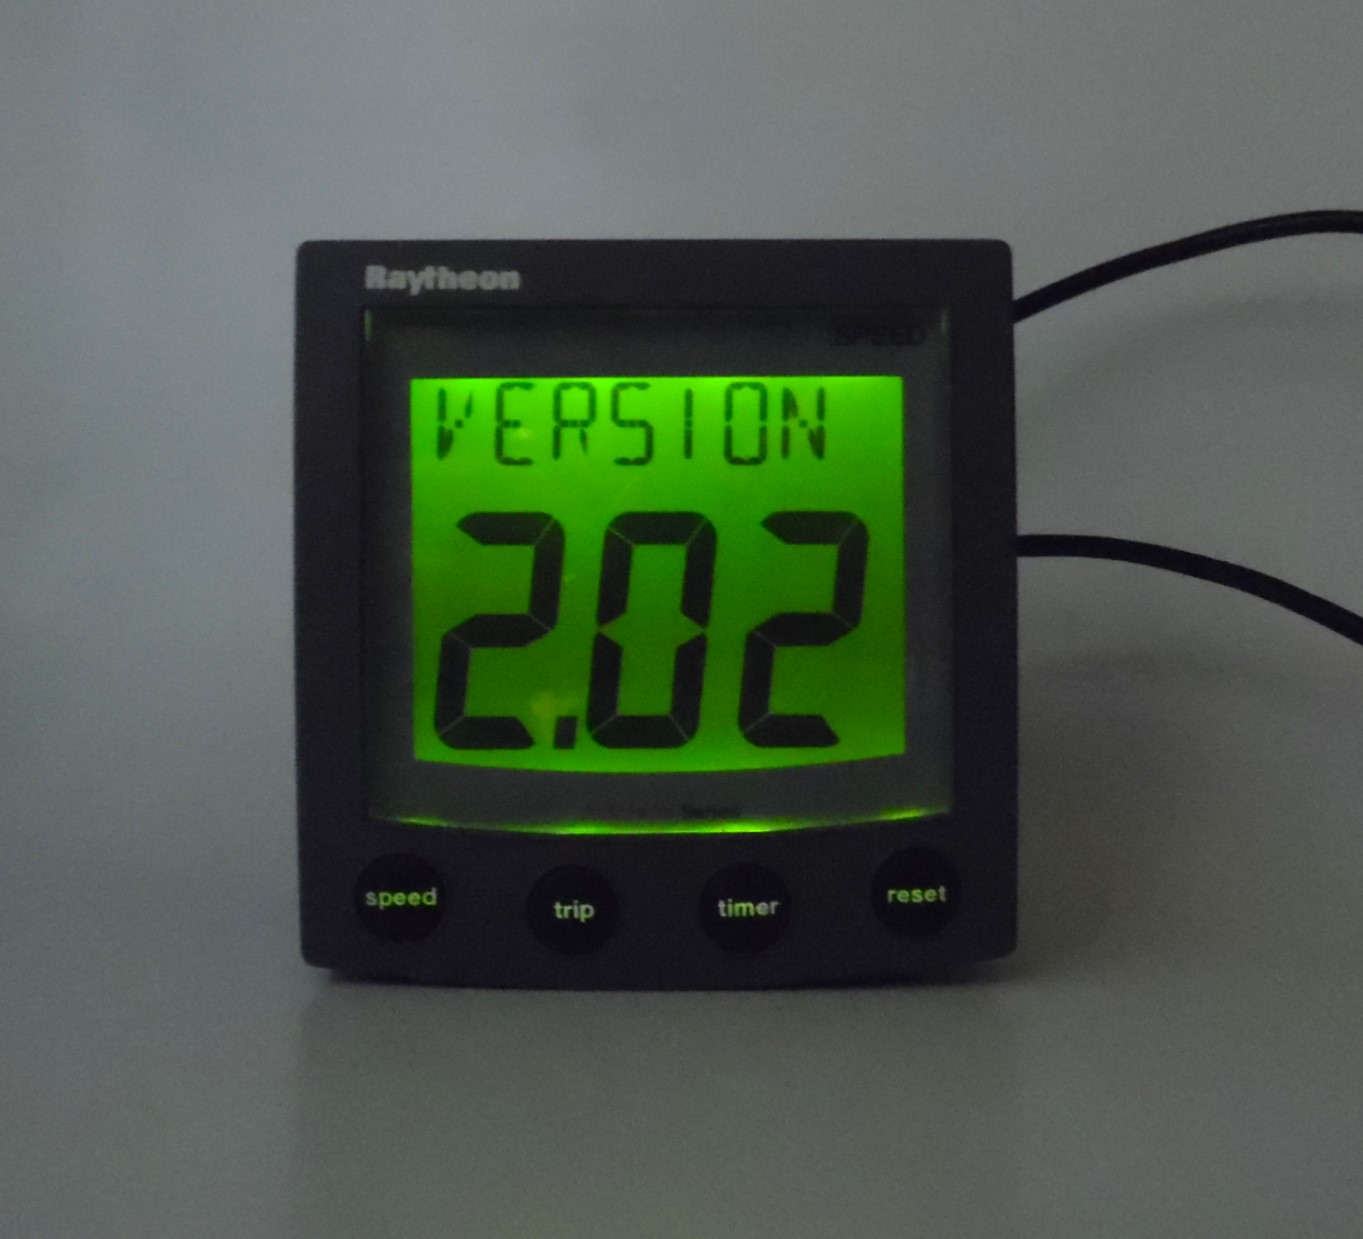 Raytheon
SPEED
VERSION
2.02
speed trip timer reset